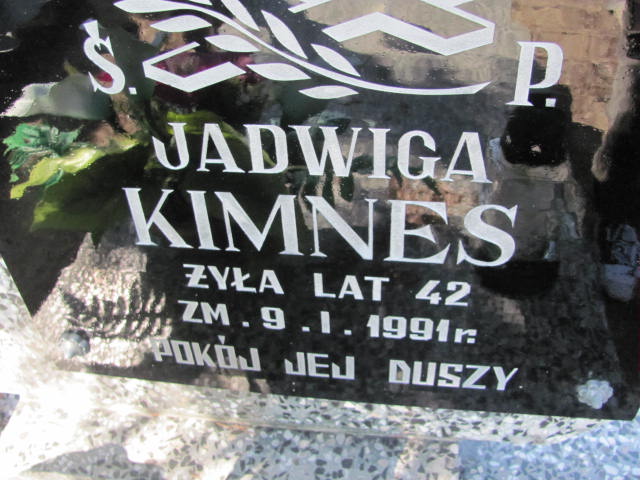 Ś. P.
JADWIGA
KIMNES
ŻYŁA LAT 42
ZM. 9. I. 1991r.
POKÓJ JEJ DUSZY